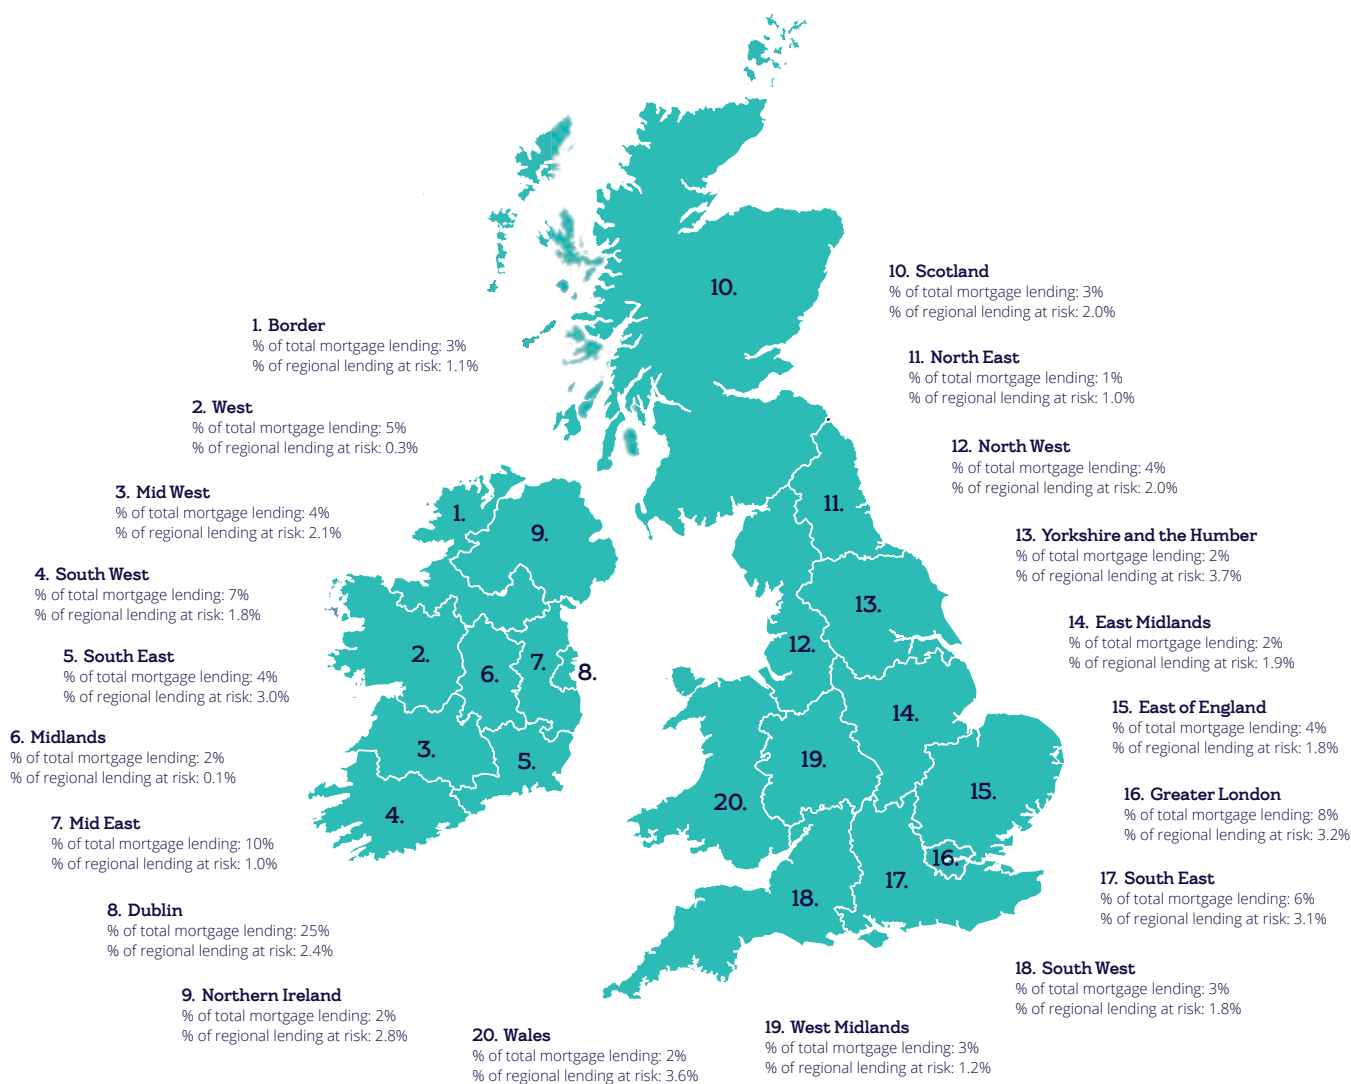 1. Border
% of total mortgage lending: 3%
% of regional lending at risk: 1.1%
2. West
% of total mortgage lending: 5%
% of regional lending at risk: 0.3%
3. Mid West
% of total mortgage lending: 4%
% of regional lending at risk: 2.1%
4. South West
% of total mortgage lending: 7%
% of regional lending at risk: 1.8%
5. South East
% of total mortgage lending: 4%
% of regional lending at risk: 3.0%
6. Midlands
% of total mortgage lending: 2%
% of regional lending at risk: 0.1%
7. Mid East
% of total mortgage lending: 10%
% of regional lending at risk: 1.0%
8. Dublin
% of total mortgage lending: 25%
% of regional lending at risk: 2.4%
9. Northern Ireland
% of total mortgage lending: 2%
% of regional lending at risk: 2.8%
10. Scotland
% of total mortgage lending: 3%
% of regional lending at risk: 2.0%
11. North East
% of total mortgage lending: 1%
% of regional lending at risk: 1.0%
12. North West
% of total mortgage lending: 4%
% of regional lending at risk: 2.0%
13. Yorkshire and the Humber
% of total mortgage lending: 2%
% of regional lending at risk: 3.7%
14. East Midlands
% of total mortgage lending: 2%
% of regional lending at risk: 1.9%
15. East of England
% of total mortgage lending: 4%
% of regional lending at risk: 1.8%
16. Greater London
% of total mortgage lending: 8%
% of regional lending at risk: 3.2%
17. South East
% of total mortgage lending: 6%
% of regional lending at risk: 3.1%
18. South West
% of total mortgage lending: 3%
% of regional lending at risk: 1.8%
19. West Midlands
% of total mortgage lending: 3%
% of regional lending at risk: 1.2%
20. Wales
% of total mortgage lending: 2%
% of regional lending at risk: 3.6%
10.
1.
9.
11.
13.
12.
2.
7.
8.
6.
14.
3.
5.
19.
15.
20.
4.
16.
17.
18.